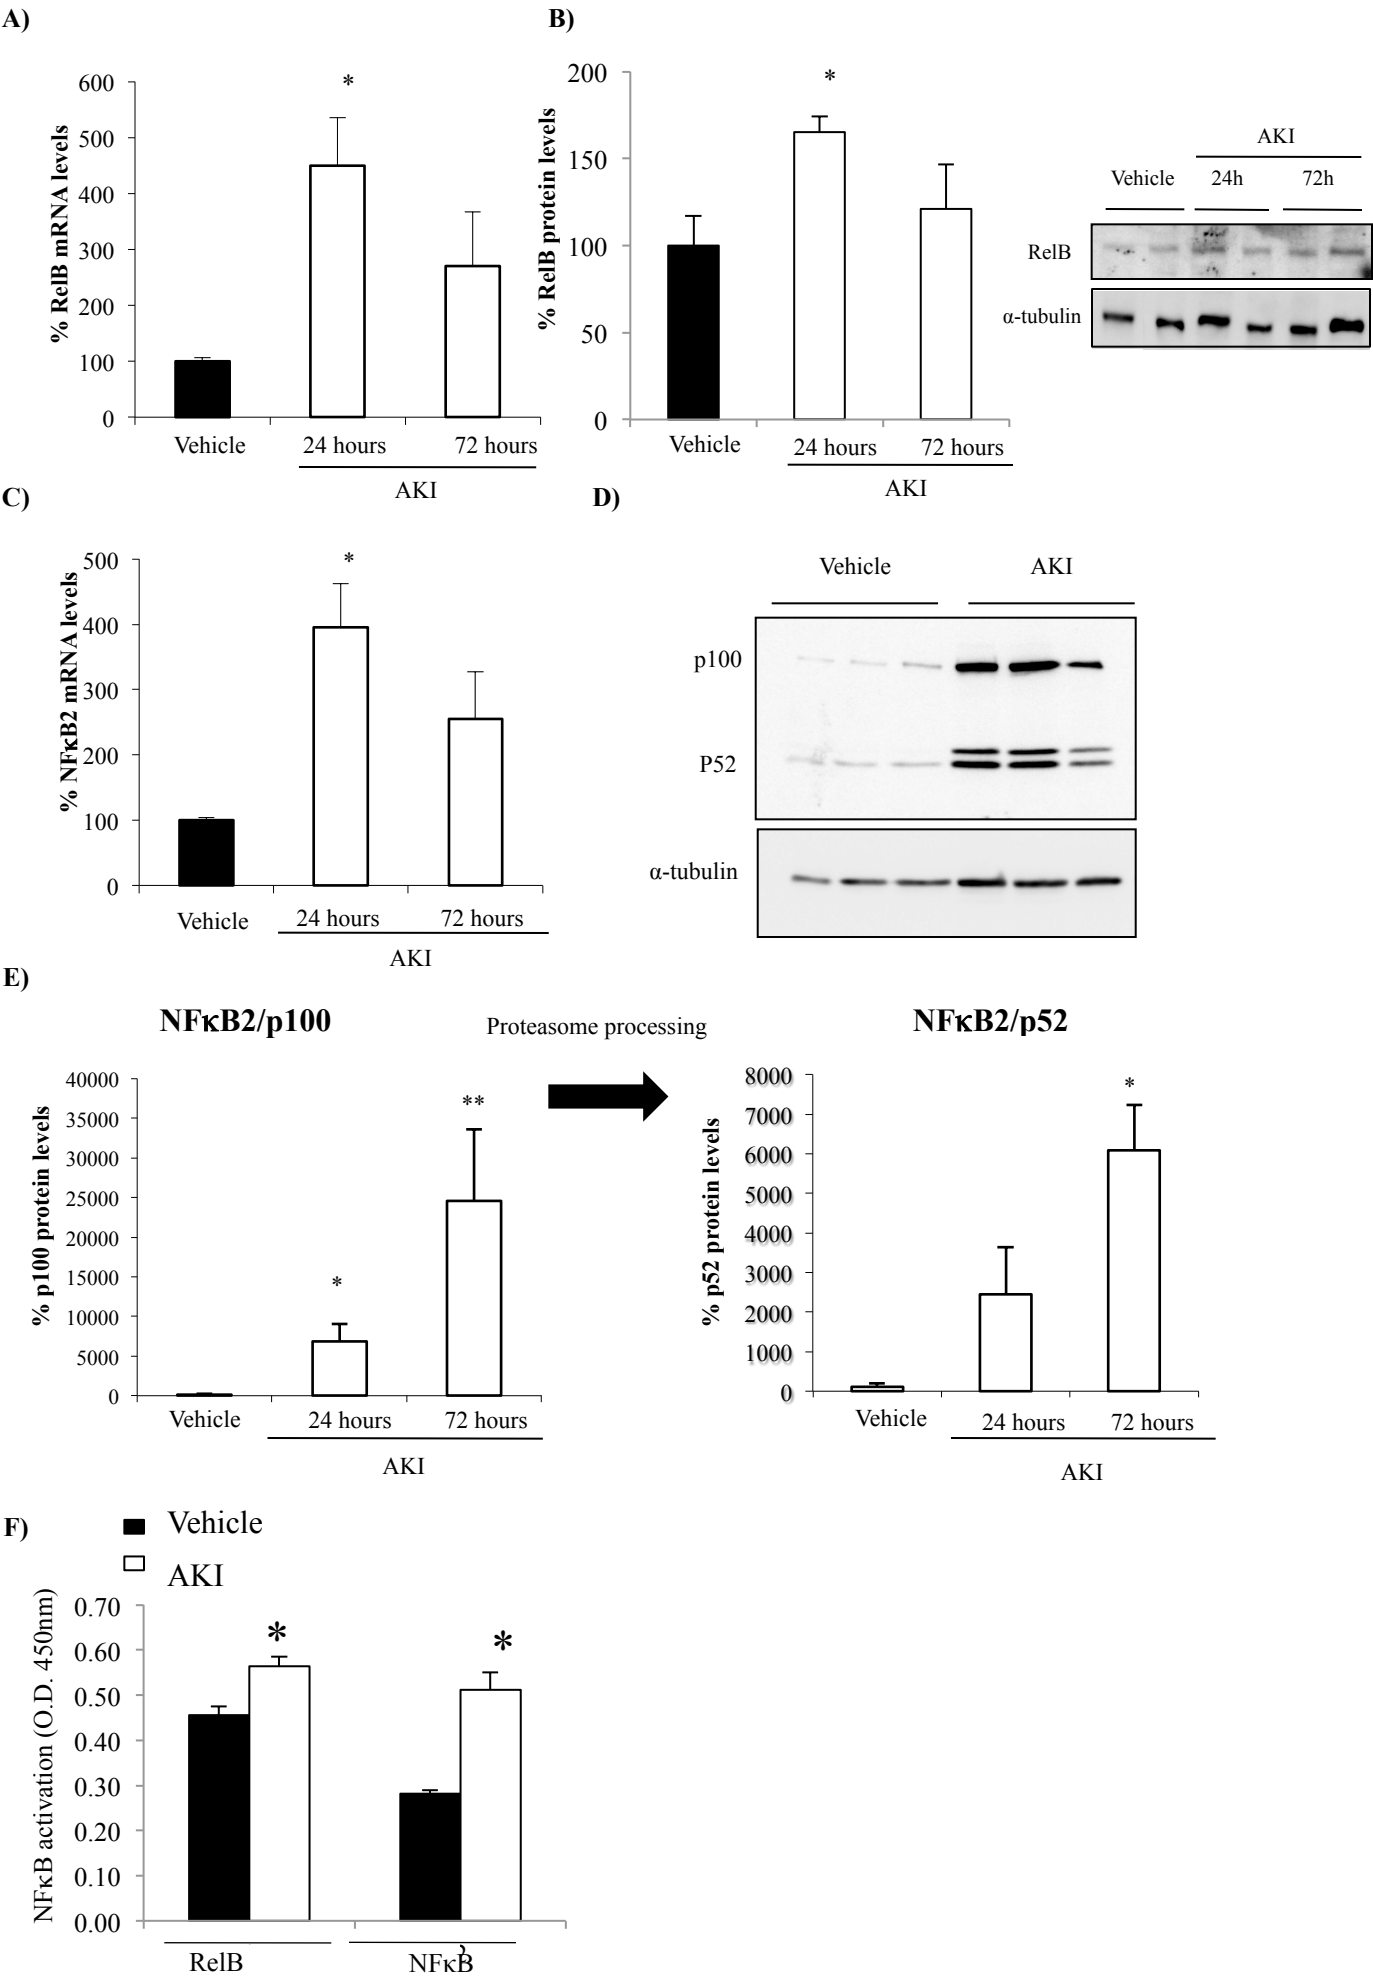 A)
B)
% RelB mRNA levels
600
500
400
300
200
100
0
*
Vehicle
24 hours
72 hours
AKI
% RelB protein levels
200
150
100
50
0
*
Vehicle
24 hours
72 hours
AKI
AKI
Vehicle
24h
72h
RelB
α-tubulin
C)
D)
% NFκB2 mRNA levels
500
400
300
200
100
0
*
Vehicle
24 hours
72 hours
AKI
Vehicle
AKI
p100
P52
α-tubulin
E)
NFκB2/p100
Proteasome processing
NFκB2/p52
% p100 protein levels
40000
35000
30000
25000
20000
15000
10000
5000
0
*
**
Vehicle
24 hours
72 hours
AKI
% p52 protein levels
8000
7000
6000
5000
4000
3000
2000
1000
0
*
Vehicle
24 hours
72 hours
AKI
F)
Vehicle
AKI
NFκB activation (O.D. 450nm)
0.70
0.60
0.50
0.40
0.30
0.20
0.10
0.00
*
*
RelB
NFκB